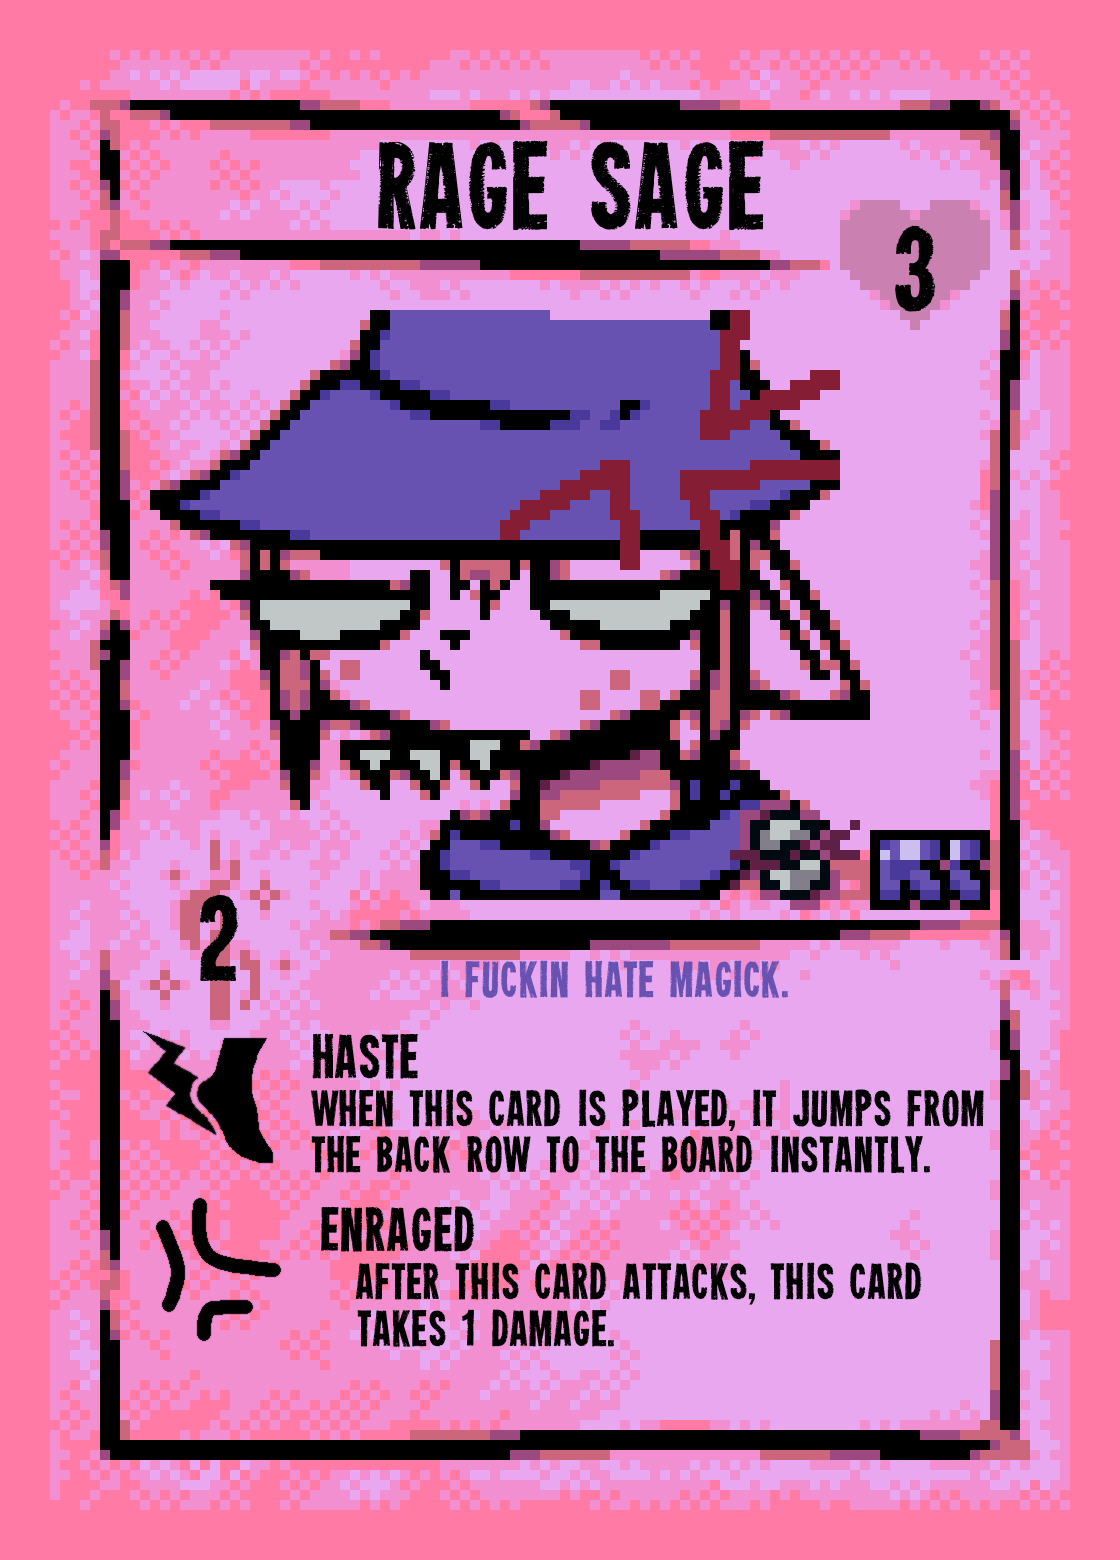 RAGE SAGE
3
2
I FUCKIN HATE MAGICK.
HASTE
WHEN THIS CARD IS PLAYED, IT JUMPS FROM
THE BACK ROW TO THE BOARD INSTANTLY.
ENRAGED
AFTER THIS CARD ATTACKS, THIS CARD
TAKES 1 DAMAGE.